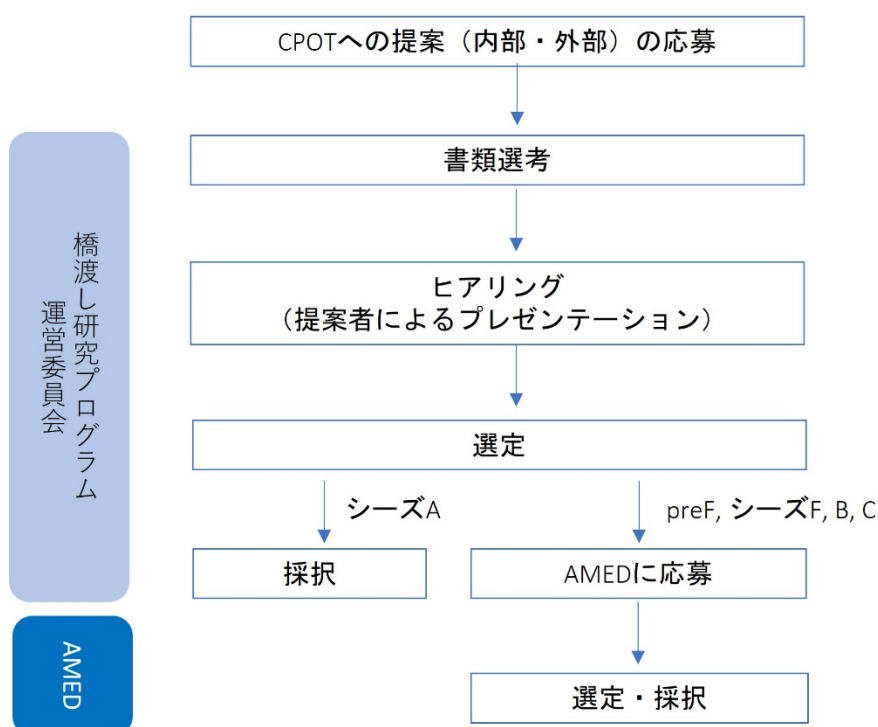 CPOTへの提案（内部・外部）の応募
書類選考
ヒアリング
（提案者によるプレゼンテーション）
選定
シーズA
preF, シーズF, B, C
採択
AMEDに応募
選定・採択
橋渡し研究プログラム
運営委員会
AMED